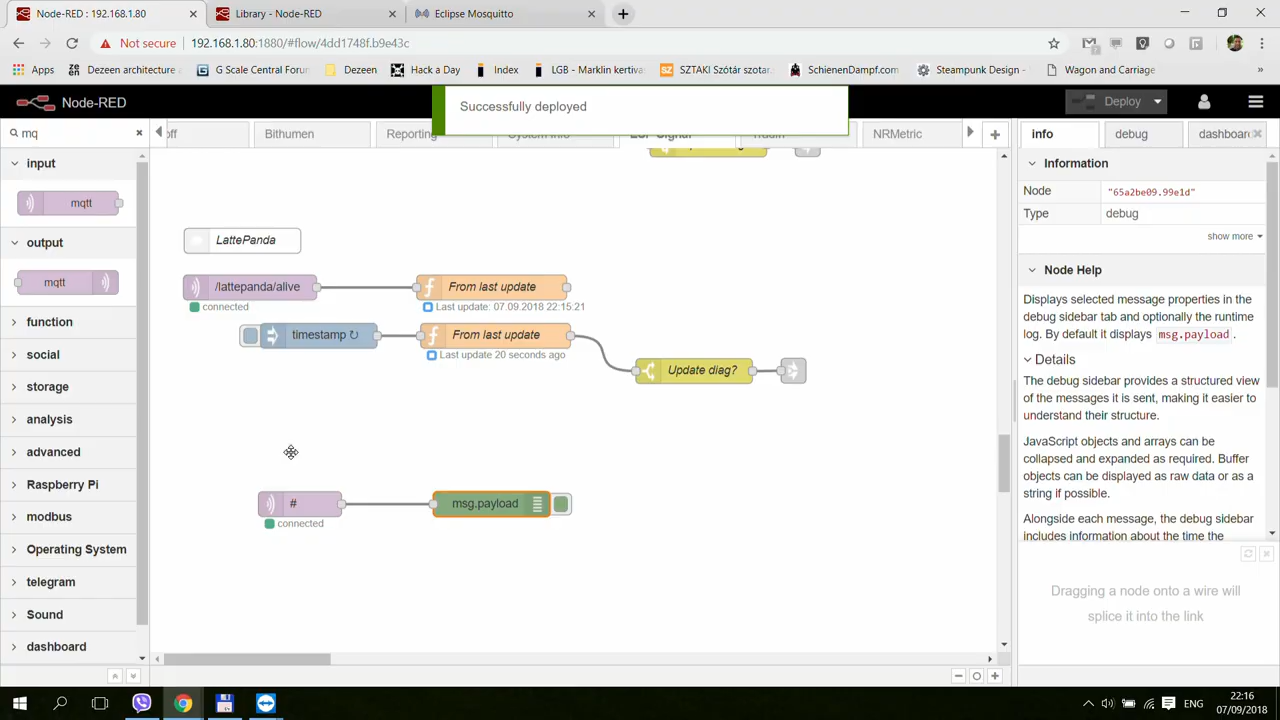 Node-RED : 192.168.1.80
Library - Node-RED
Eclipse Mosquitto
Not secure
192.168.1.80:1880/#flow/4dd1748f.b9e43c
Apps
Dezeen architecture
G Scale Central Forum
Dezeen
Hack a Day
Index
LGB - Marklin kertiva
SZTAKI Szótár szotar
SchienenDampf.com
Steampunk Design -
Wagon and Carriage
Node-RED
Successfully deployed
Deploy
mq
off
Bithumen
Reporting
System info
NRMetric
info
debug
dashboar
input
mqtt
output
mqtt
function
social
storage
analysis
advanced
Raspberry Pi
modbus
Operating System
telegram
Sound
dashboard
LattePanda
/lattepanda/alive
connected
From last update
Last update: 07.09.2018 22:15:21
timestamp ↻
From last update
Last update 20 seconds ago
Update diag?
#
connected
msg.payload
Information
Node
"65a2be09.99e1d"
Type
debug
show more
Node Help
Displays selected message properties in the
debug sidebar tab and optionally the runtime
log. By default it displays msg.payload .
Details
The debug sidebar provides a structured view
of the messages it is sent, making it easier to
understand their structure.
JavaScript objects and arrays can be
collapsed and expanded as required. Buffer
objects can be displayed as raw data or as a
string if possible.
Alongside each message, the debug sidebar
includes information about the time the
Dragging a node onto a wire will
splice it into the link
ENG
22:16
07/09/2018